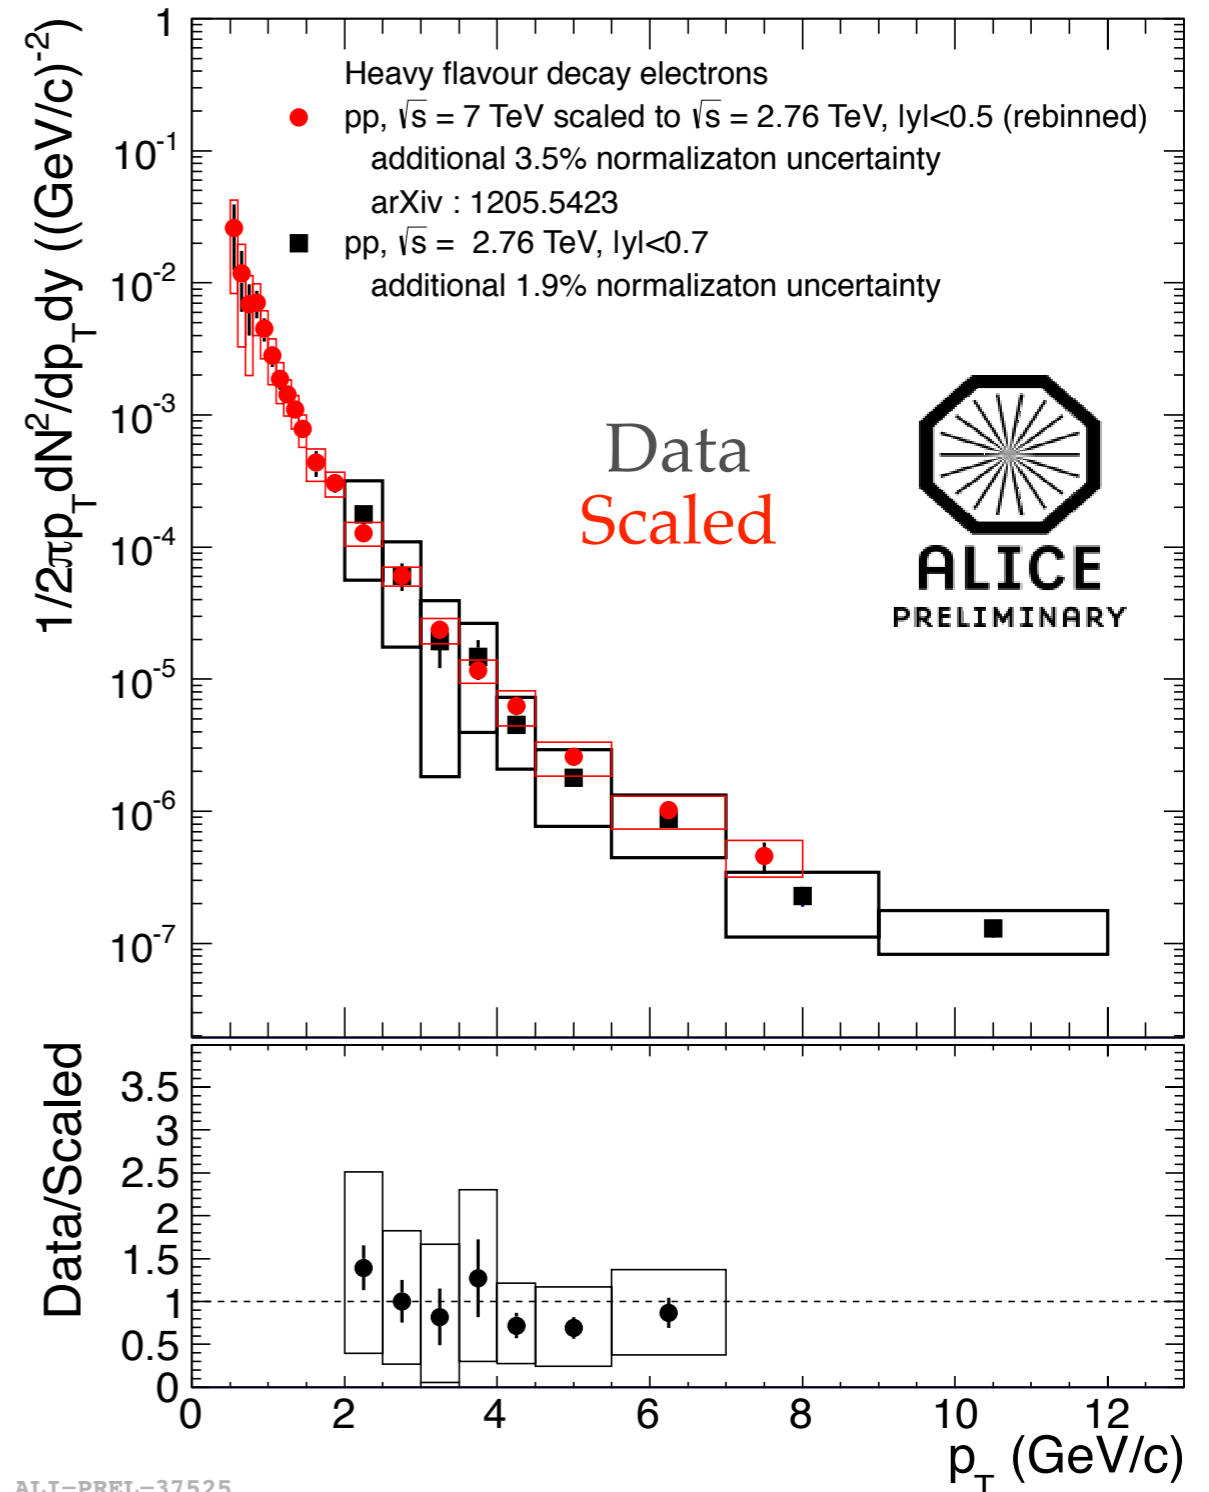 1/2πp_T dN^2/dp_T dy ((GeV/c)^-2)
1
10^-1
10^-2
10^-3
10^-4
10^-5
10^-6
10^-7
Heavy flavour decay electrons
pp, √s = 7 TeV scaled to √s = 2.76 TeV, |y|<0.5 (rebinned)
additional 3.5% normalizaton uncertainty
arXiv : 1205.5423
pp, √s = 2.76 TeV, |y|<0.7
additional 1.9% normalizaton uncertainty
Data
Scaled
ALICE
PRELIMINARY
Data/Scaled
3.5
3
2.5
2
1.5
1
0.5
0
0 2 4 6 8 10 12
p_T (GeV/c)
ALI-PREL-37525